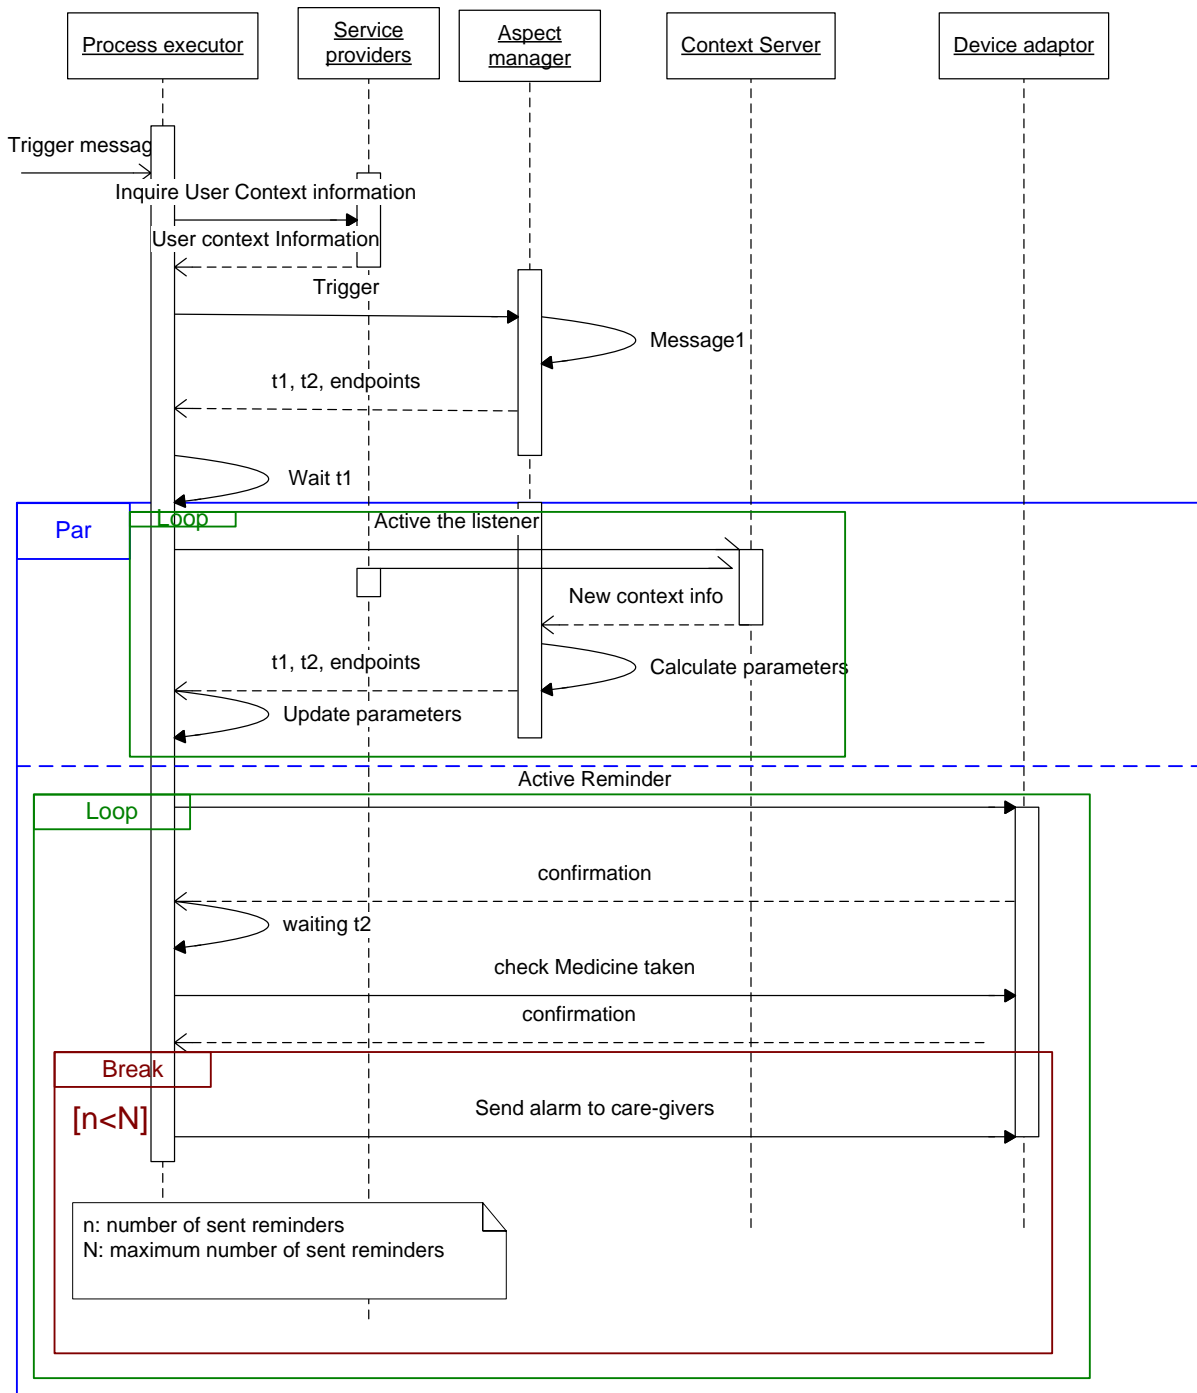 Process executor
Service
providers
Aspect
manager
Context Server
Device adaptor
Trigger messag
Inquire User Context information
User context Information
Trigger
Message1
t1, t2, endpoints
Wait t1
Par
Loop
Active the listener
New context info
t1, t2, endpoints
Calculate parameters
Update parameters
Active Reminder
Loop
confirmation
waiting t2
check Medicine taken
confirmation
Break
[n<N]
Send alarm to care-givers
n: number of sent reminders
N: maximum number of sent reminders